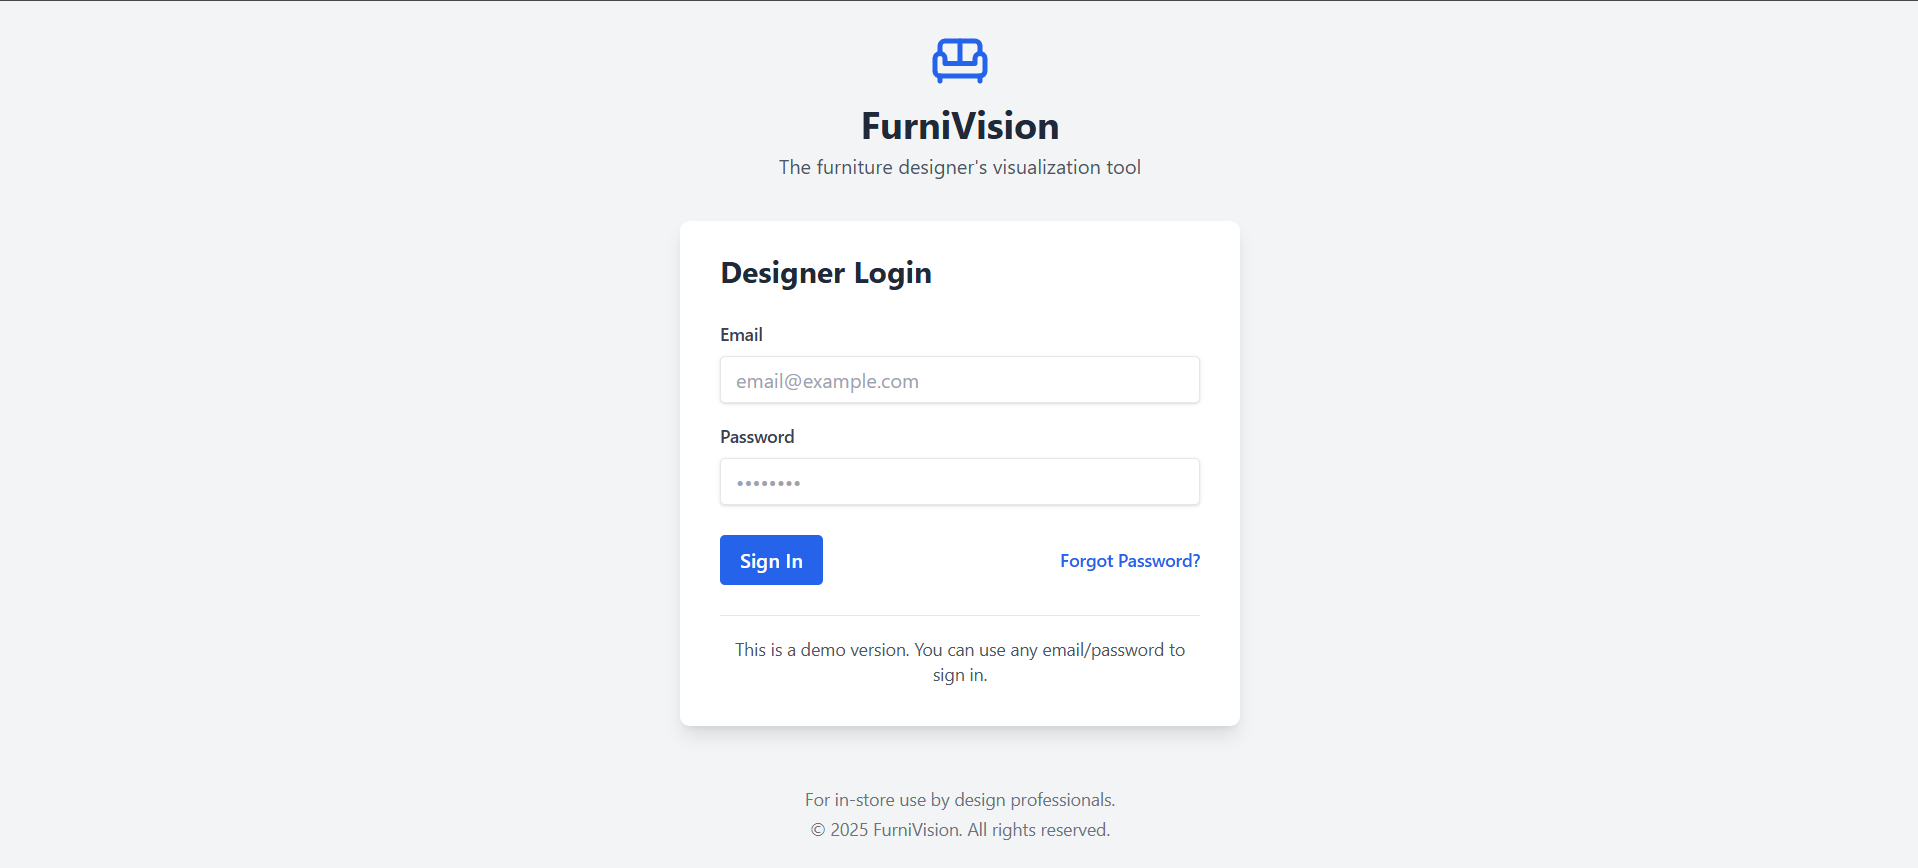 FurniVision
The furniture designer's visualization tool
Designer Login
Email
email@example.com
Password
••••••••
Sign In
Forgot Password?
This is a demo version. You can use any email/password to
sign in.
For in-store use by design professionals.
© 2025 FurniVision. All rights reserved.